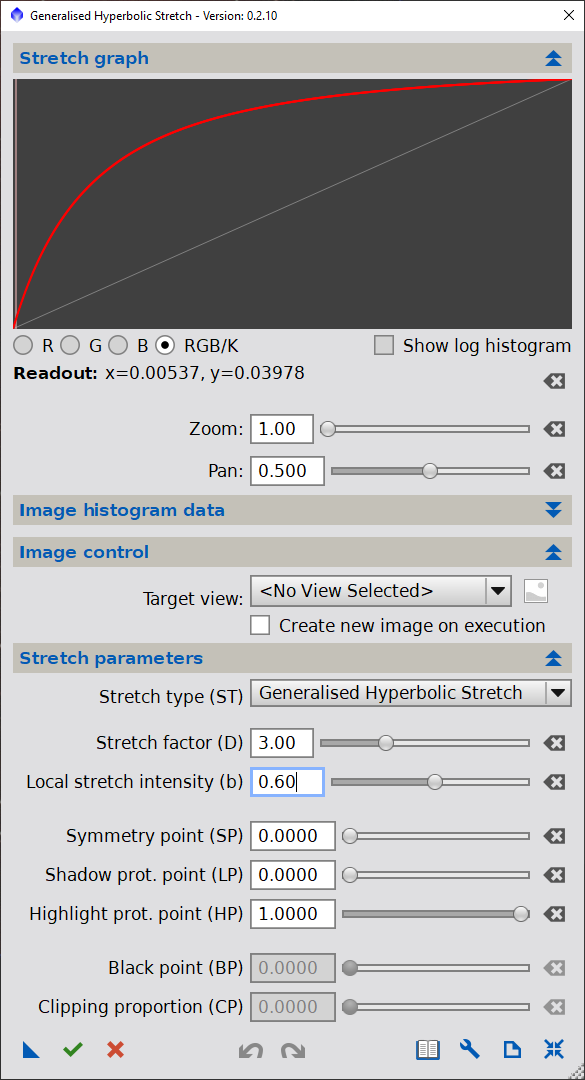 Generalised Hyperbolic Stretch - Version: 0.2.10
Stretch graph
R G B RGB/K Show log histogram
Readout: x=0.00537, y=0.03978
Zoom: 1.00
Pan: 0.500
Image histogram data
Image control
Target view: <No View Selected>
Create new image on execution
Stretch parameters
Stretch type (ST) Generalised Hyperbolic Stretch
Stretch factor (D) 3.00
Local stretch intensity (b) 0.60
Symmetry point (SP) 0.0000
Shadow prot. point (LP) 0.0000
Highlight prot. point (HP) 1.0000
Black point (BP) 0.0000
Clipping proportion (CP) 0.0000